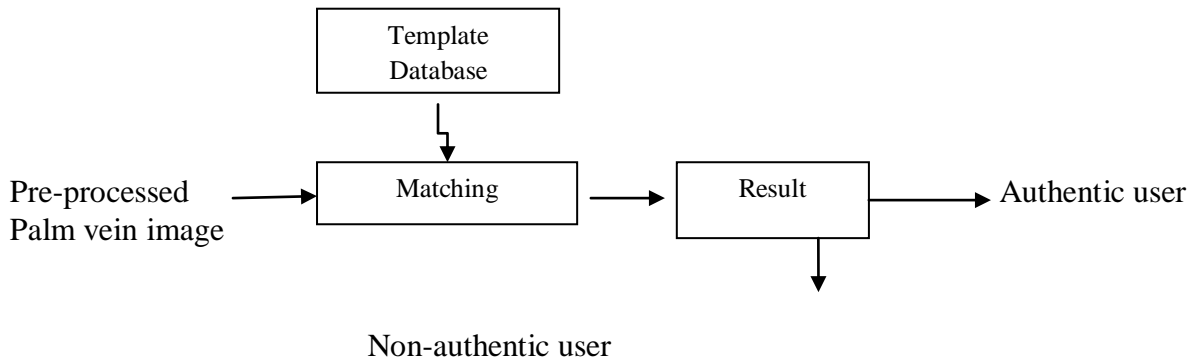 Template
Database
Pre-processed
Palm vein image
Matching
Result
Authentic user
Non-authentic user